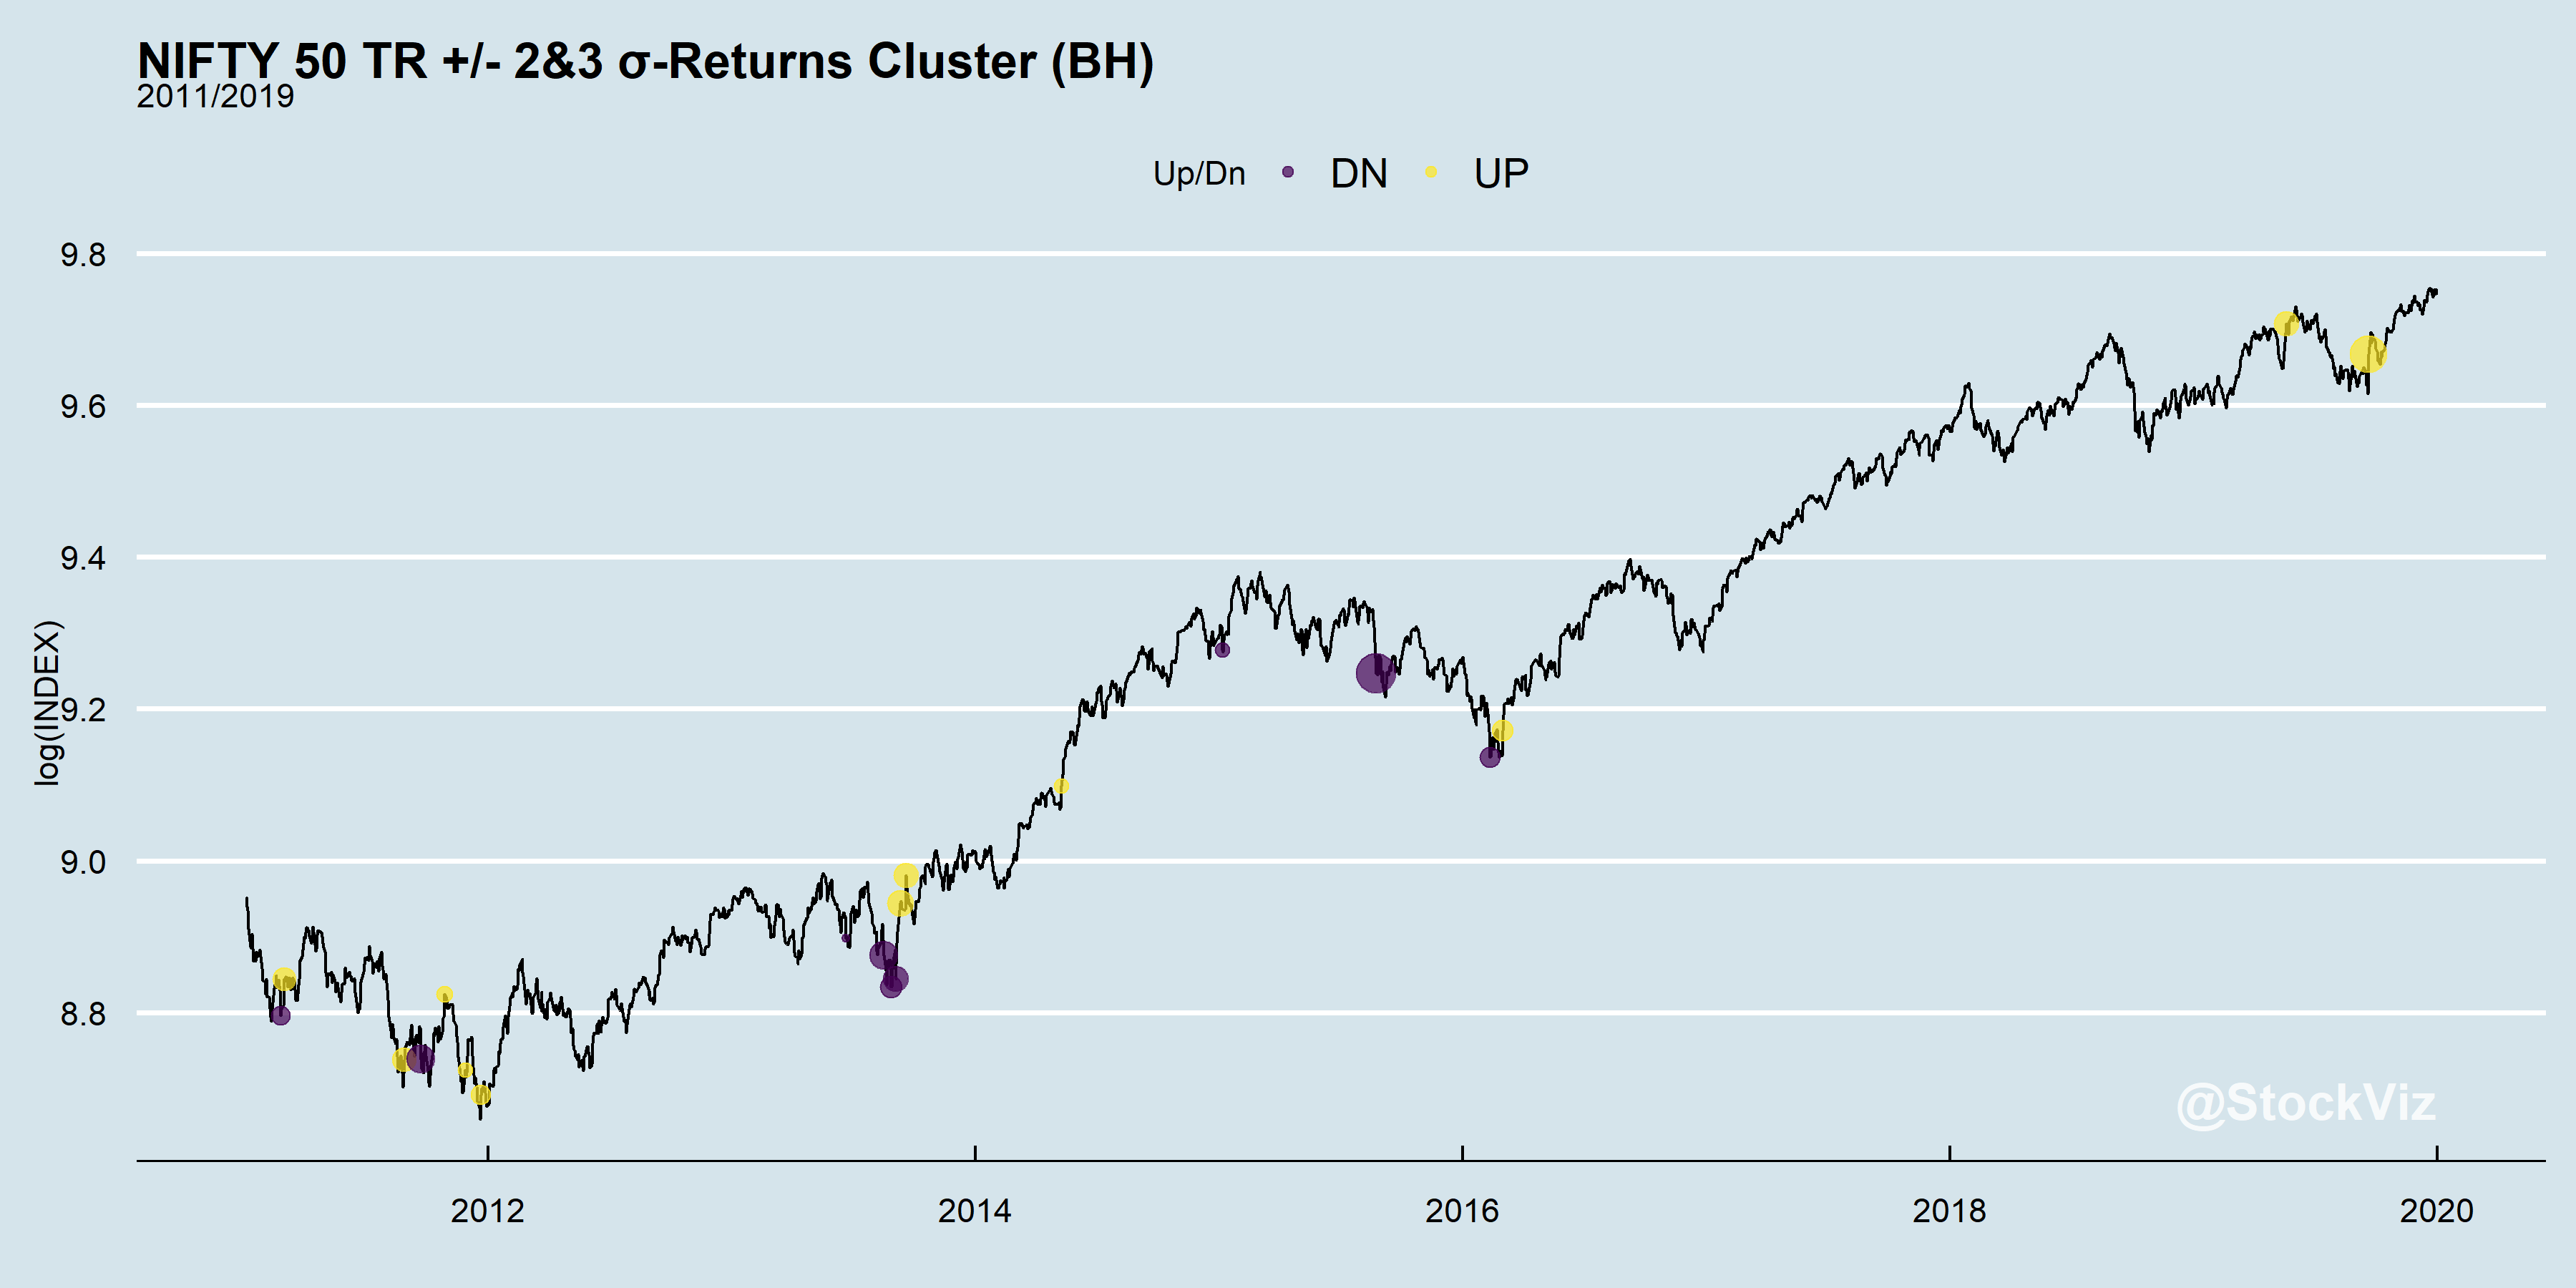 NIFTY 50 TR +/- 2&3 σ-Returns Cluster (BH)
2011/2019
Up/Dn DN UP
9.8
9.6
9.4
9.2
9.0
8.8
log(INDEX)
@StockViz
2012 2014 2016 2018 2020